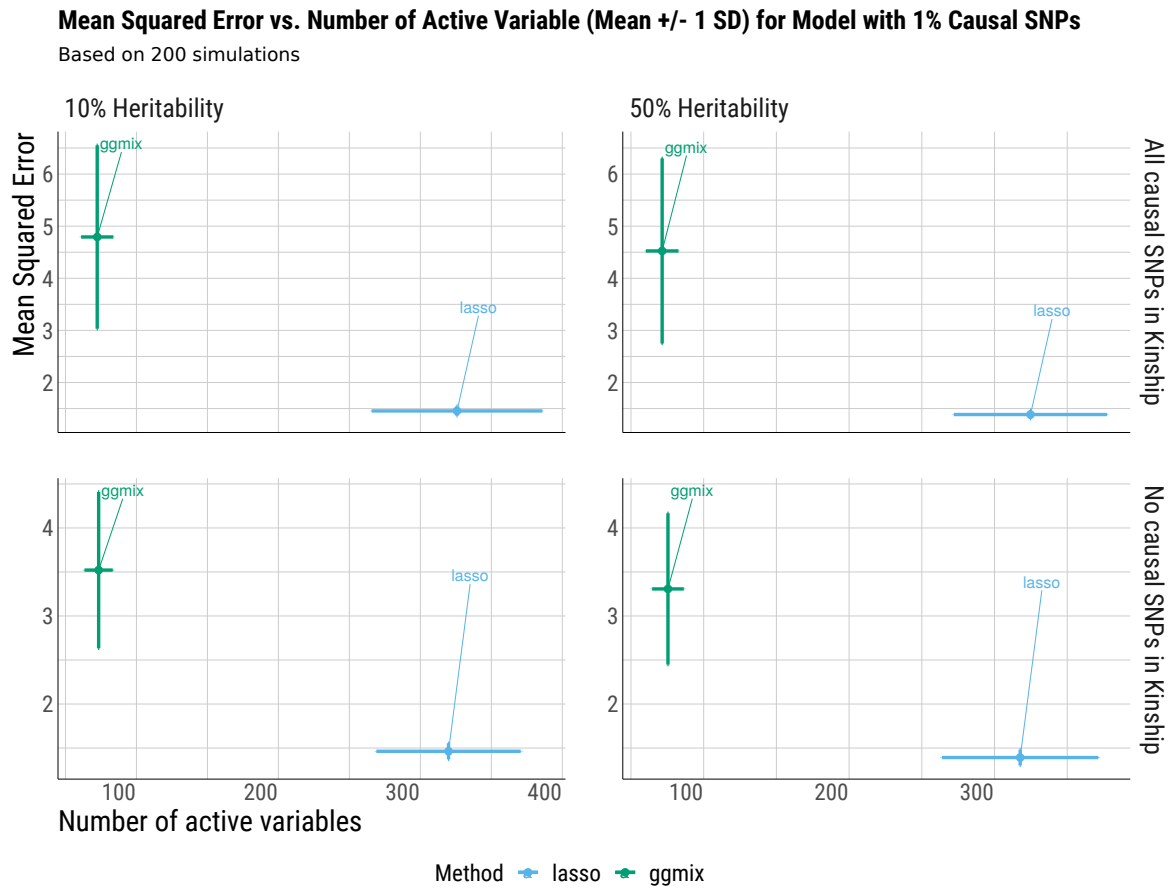 Mean Squared Error vs. Number of Active Variable (Mean +/- 1 SD) for Model with 1% Causal SNPs
Based on 200 simulations
10% Heritability
50% Heritability
Mean Squared Error
6
5
4
3
2
ggmix
lasso
6
5
4
3
2
ggmix
lasso
All causal SNPs in Kinship
4
3
2
ggmix
lasso
4
3
2
ggmix
lasso
No causal SNPs in Kinship
100 200 300 400
100 200 300
Number of active variables
Method lasso ggmix